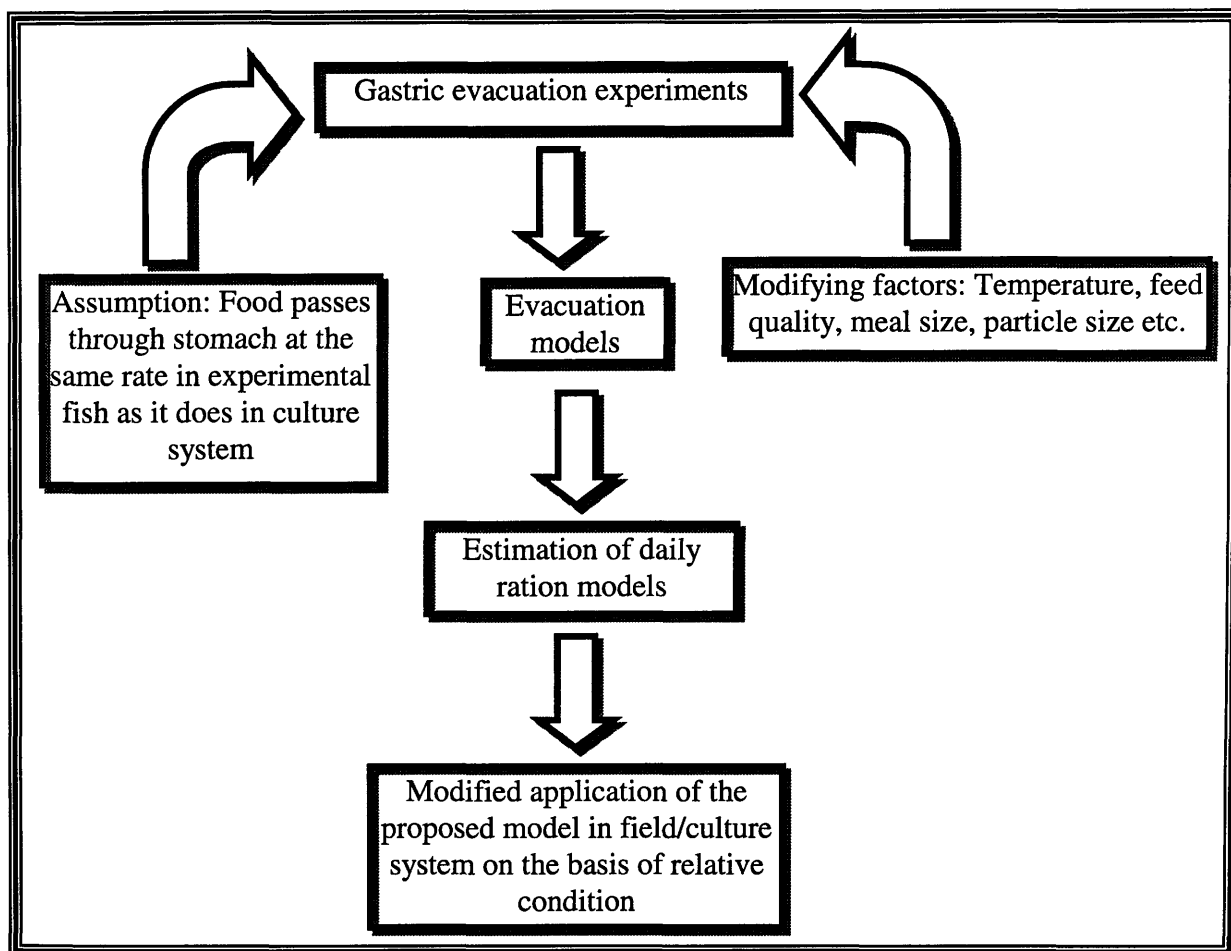 Gastric evacuation experiments
Assumption: Food passes
through stomach at the
same rate in experimental
fish as it does in culture
system
Evacuation
models
Modifying factors: Temperature, feed
quality, meal size, particle size etc.
Estimation of daily
ration models
Modified application of the
proposed model in field/culture
system on the basis of relative
condition